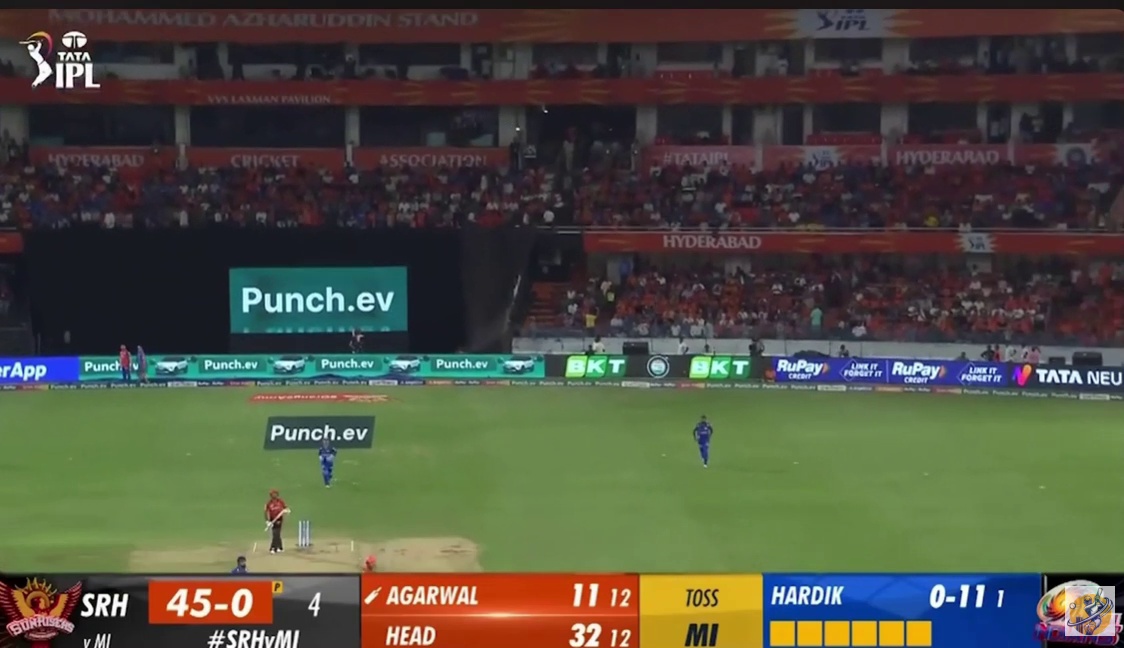 MOHAMMED AZHARUDDIN STAND
IPL
TATA
IPL
VVS LAXMAN PAVILION
HYDERABAD CRICKET ASSOCIATION #TATAIPL HYDERABAD
HYDERABAD
Punch.ev
erApp Punch.ev Punch.ev Punch.ev Punch.ev BKT BKT RuPay CREDIT LINK IT FORGET IT RuPay CREDIT LINK IT FORGET IT TATA NEU
Punch.ev
SRH 45-0 P 4 AGARWAL 11 12 TOSS HARDIK 0-11 1
SUNRISERS v MI #SRHvMI HEAD 32 12 MI